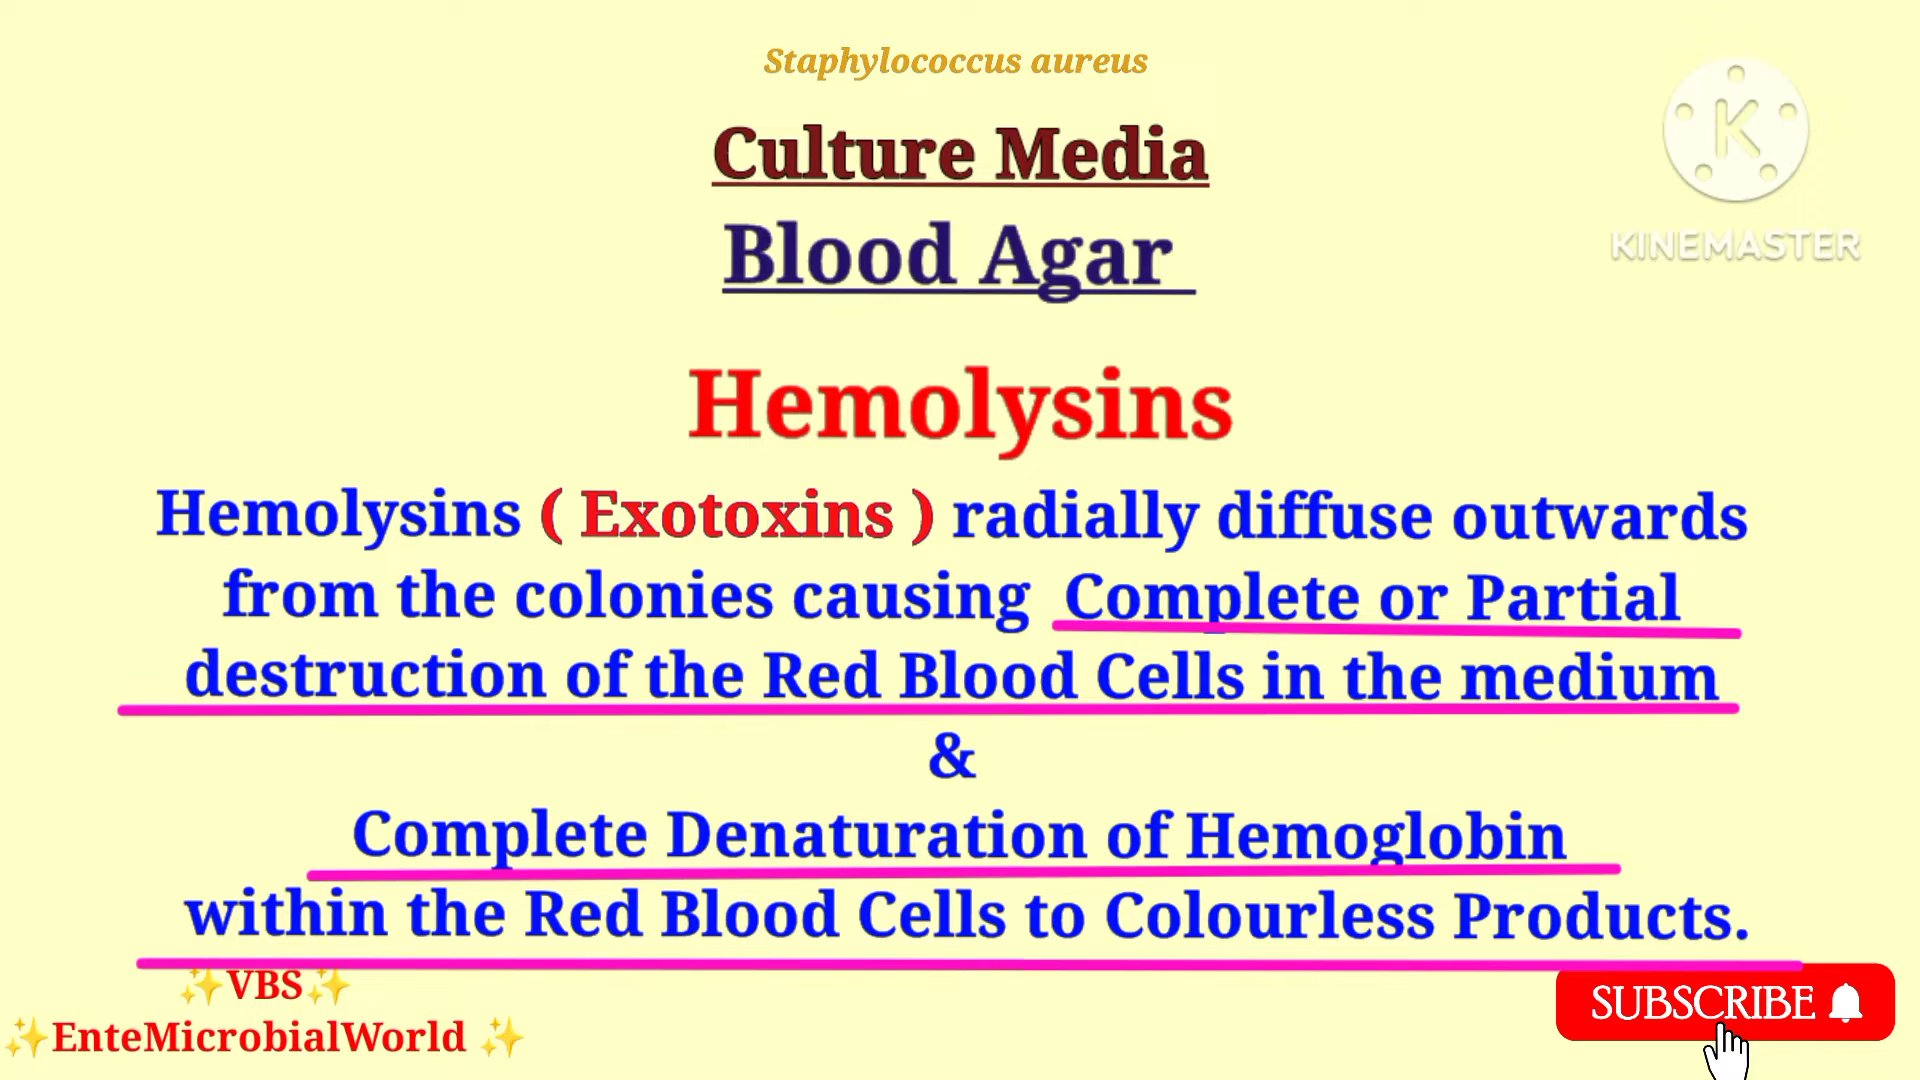 Staphylococcus aureus
Culture Media
Blood Agar
Hemolysins
Hemolysins ( Exotoxins ) radially diffuse outwards
from the colonies causing Complete or Partial
destruction of the Red Blood Cells in the medium
&
Complete Denaturation of Hemoglobin
within the Red Blood Cells to Colourless Products.
✨VBS✨
✨EnteMicrobialWorld ✨
K
KINEMASTER
SUBSCRIBE